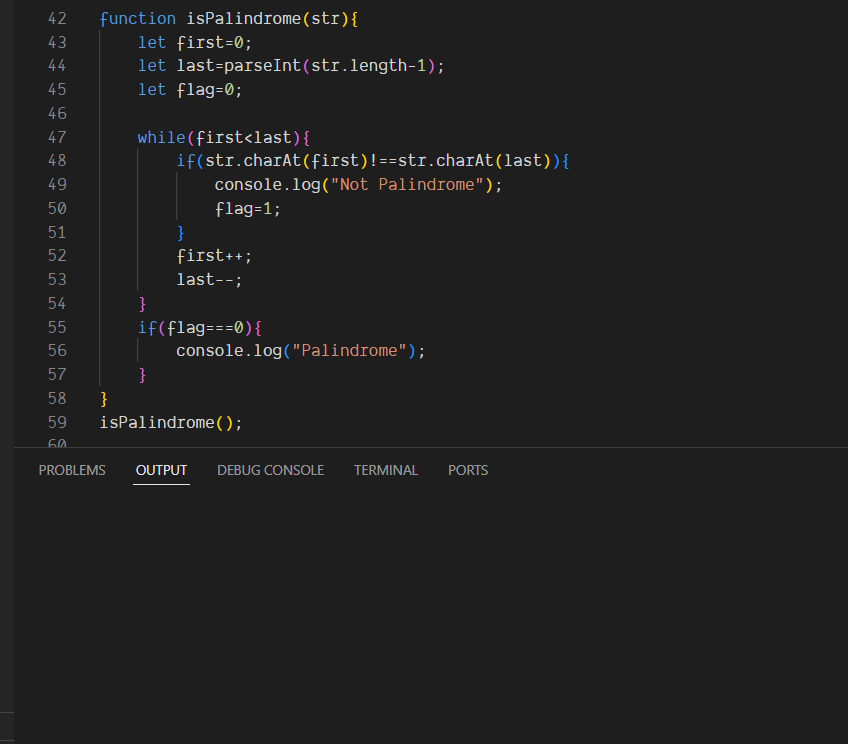 42 function isPalindrome(str){
43 let first=0;
44 let last=parseInt(str.length-1);
45 let flag=0;
46
47 while(first<last){
48 if(str.charAt(first)!==str.charAt(last)){
49 console.log("Not Palindrome");
50 flag=1;
51 }
52 first++;
53 last--;
54 }
55 if(flag===0){
56 console.log("Palindrome");
57 }
58 }
59 isPalindrome();
60
PROBLEMS OUTPUT DEBUG CONSOLE TERMINAL PORTS